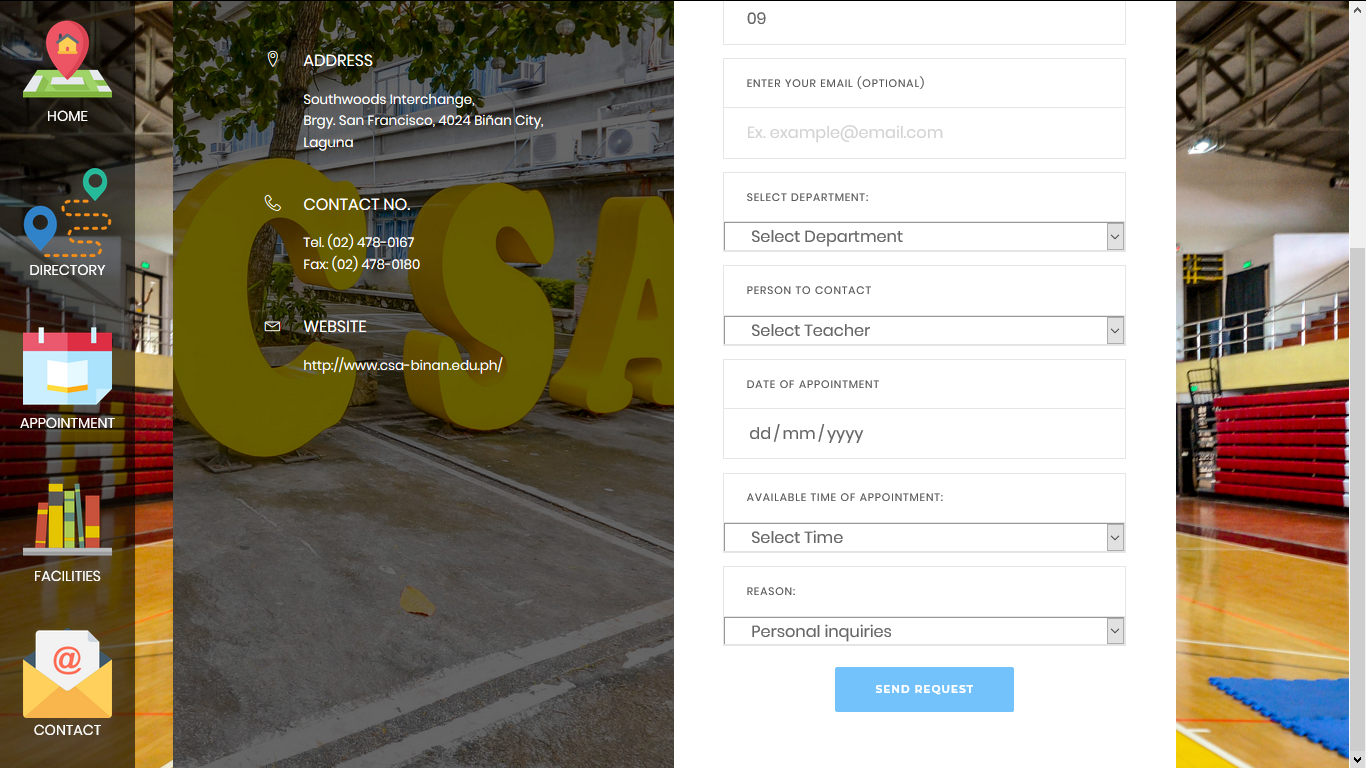 HOME
DIRECTORY
APPOINTMENT
FACILITIES
@
CONTACT
ADDRESS
Southwoods Interchange,
Brgy. San Francisco, 4024 Biñan City,
Laguna
CONTACT NO.
Tel. (02) 478-0167
Fax: (02) 478-0180
WEBSITE
http://www.csa-binan.edu.ph/
CSA
09
ENTER YOUR EMAIL (OPTIONAL)
Ex. example@email.com
SELECT DEPARTMENT:
Select Department
PERSON TO CONTACT
Select Teacher
DATE OF APPOINTMENT
dd/mm/yyyy
AVAILABLE TIME OF APPOINTMENT:
Select Time
REASON:
Personal inquiries
SEND REQUEST